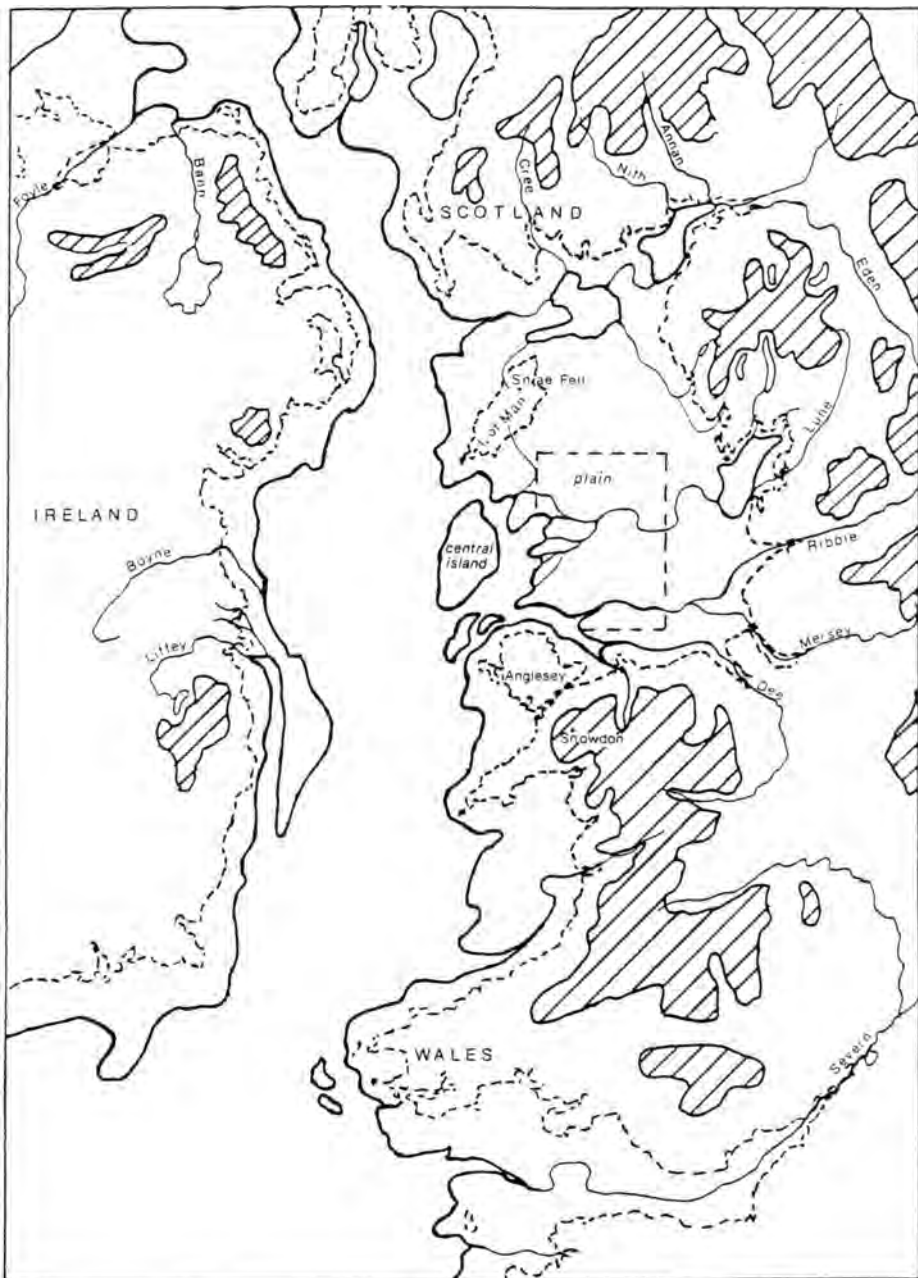 Foyle
Bann
Cree
Nith
Annan
SCOTLAND
Eden
Snae Fell
I. of Man
Lune
plain
IRELAND
central
island
Boyne
Ribble
Liffey
Mersey
Anglesey
Dee
Snowdon
WALES
Severn